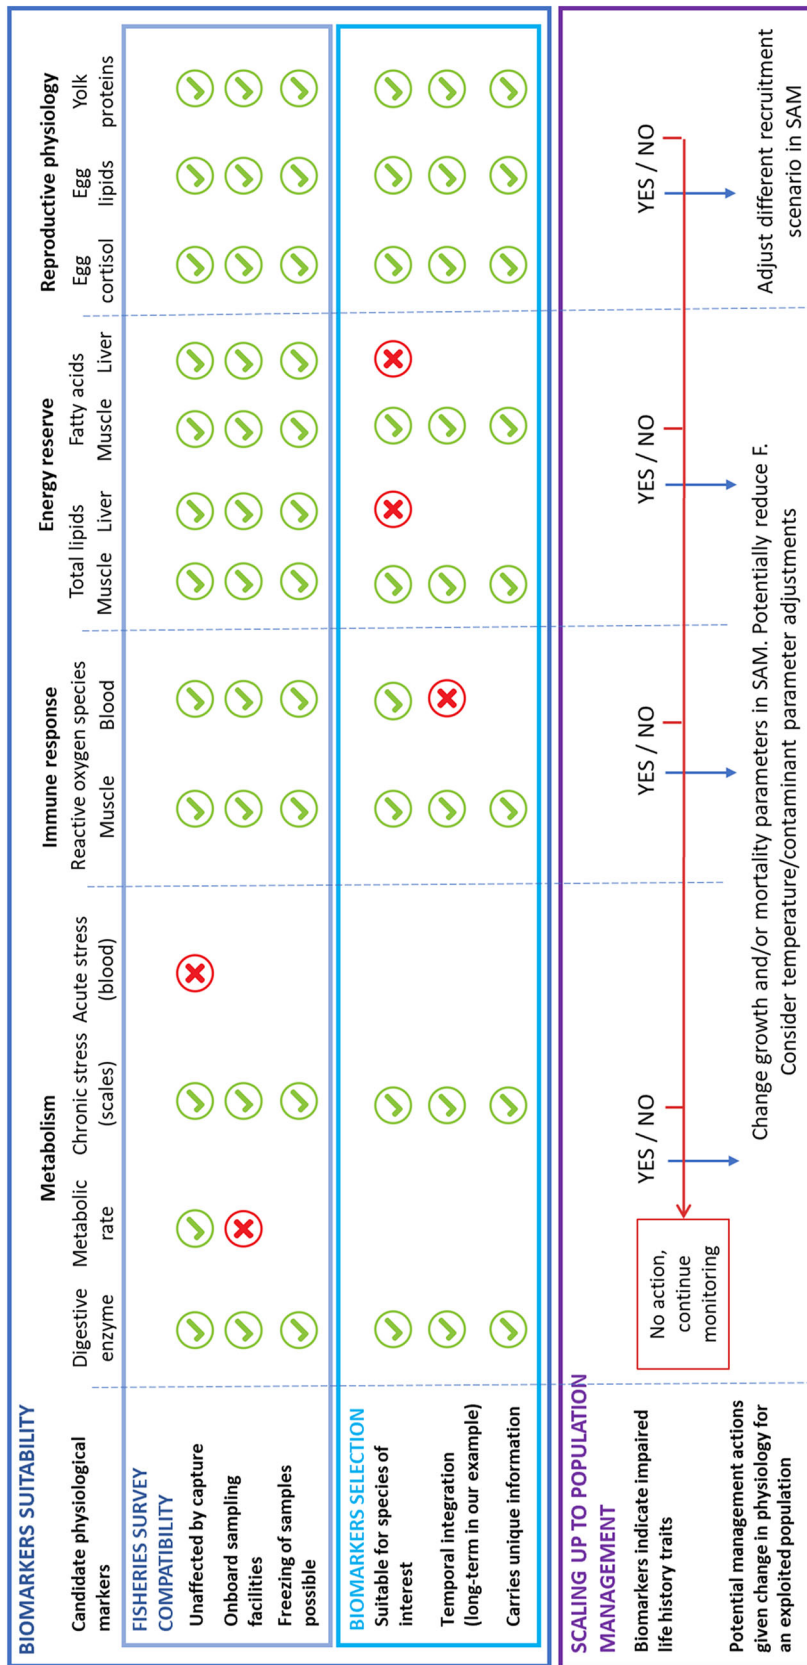 BIOMARKERS SUITABILITY
Candidate physiological
markers
Metabolism
Immune response
Energy reserve
Reproductive physiology
Digestive
enzyme
Metabolic
rate
Chronic stress
(scales)
Acute stress
(blood)
Reactive oxygen species
Muscle
Blood
Total lipids
Muscle
Liver
Fatty acids
Muscle
Liver
Egg
cortisol
Egg
lipids
Yolk
proteins
FISHERIES SURVEY
COMPATIBILITY
Unaffected by capture
Onboard sampling
facilities
Freezing of samples
possible
BIOMARKERS SELECTION
Suitable for species of
interest
Temporal integration
(long-term in our example)
Carries unique information
SCALING UP TO POPULATION
MANAGEMENT
Biomarkers indicate impaired
life history traits
No action,
continue
monitoring
YES / NO
YES / NO
YES / NO
YES / NO
Potential management actions
given change in physiology for
an exploited population
Change growth and/or mortality parameters in SAM. Potentially reduce F.
Consider temperature/contaminant parameter adjustments
Adjust different recruitment
scenario in SAM